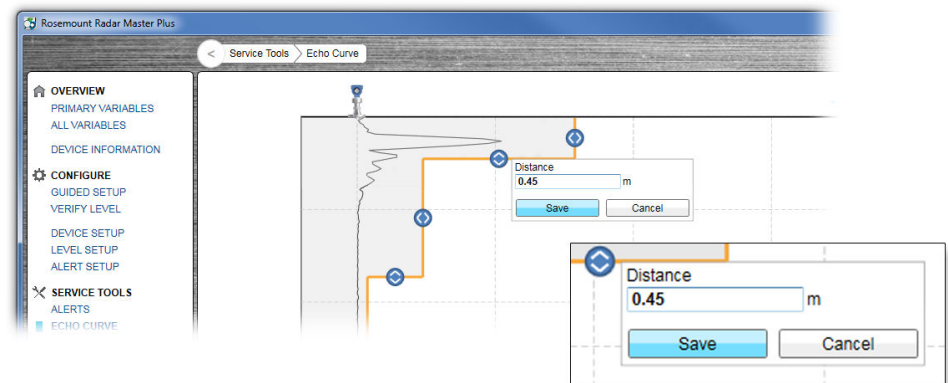 Rosemount Radar Master Plus
< Service Tools Echo Curve
OVERVIEW
PRIMARY VARIABLES
ALL VARIABLES
DEVICE INFORMATION
CONFIGURE
GUIDED SETUP
VERIFY LEVEL
DEVICE SETUP
LEVEL SETUP
ALERT SETUP
SERVICE TOOLS
ALERTS
ECHO CURVE
Distance
0.45 m
Save Cancel
Distance
0.45 m
Save Cancel